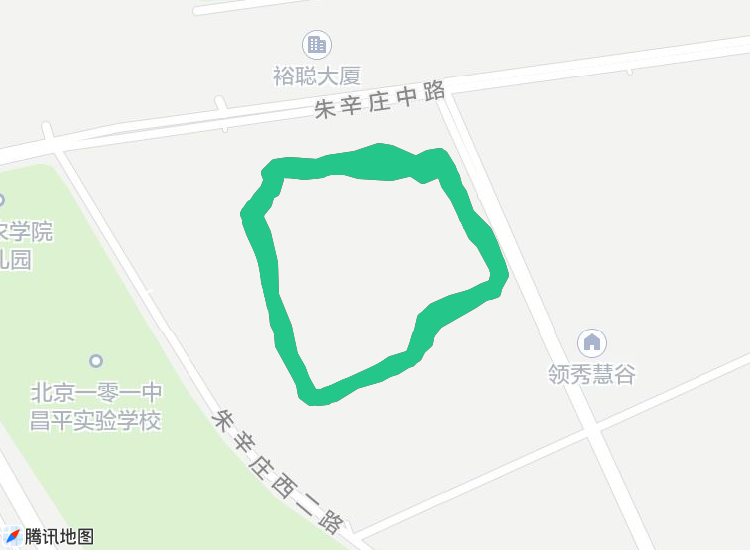 裕聪大厦
朱辛庄中路
农学院
儿园
领秀慧谷
北京一零一中
昌平实验学校
朱辛庄西二路
腾讯地图